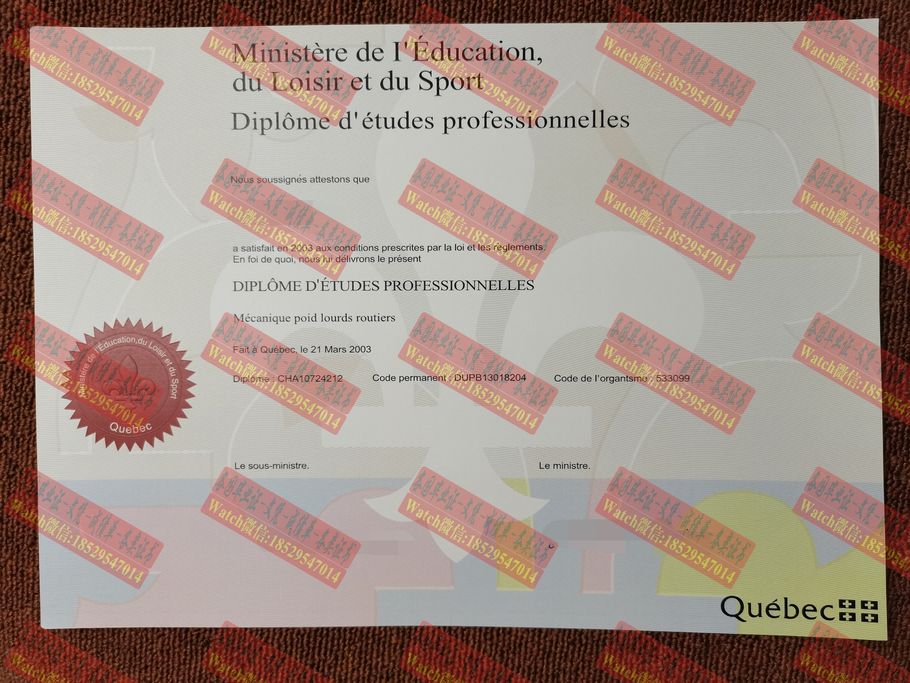 Ministère de l'Éducation,
du Loisir et du Sport
Diplôme d'études professionnelles
Nous soussignés attestons que
a satisfait en 2003 aux conditions prescrites par la loi et les règlements.
En foi de quoi, nous lui délivrons le présent
DIPLÔME D'ÉTUDES PROFESSIONNELLES
Mécanique poid lourds routiers
Fait à Québec, le 21 Mars 2003
Diplôme : CHA10724212 Code permanent : DUPB13018204 Code de l'organtsme : 533099
Ministère de l'Éducation,du Loisir et du Sport
Québec
Le sous-ministre. Le ministre.
Québec
Watch微信:18529547014